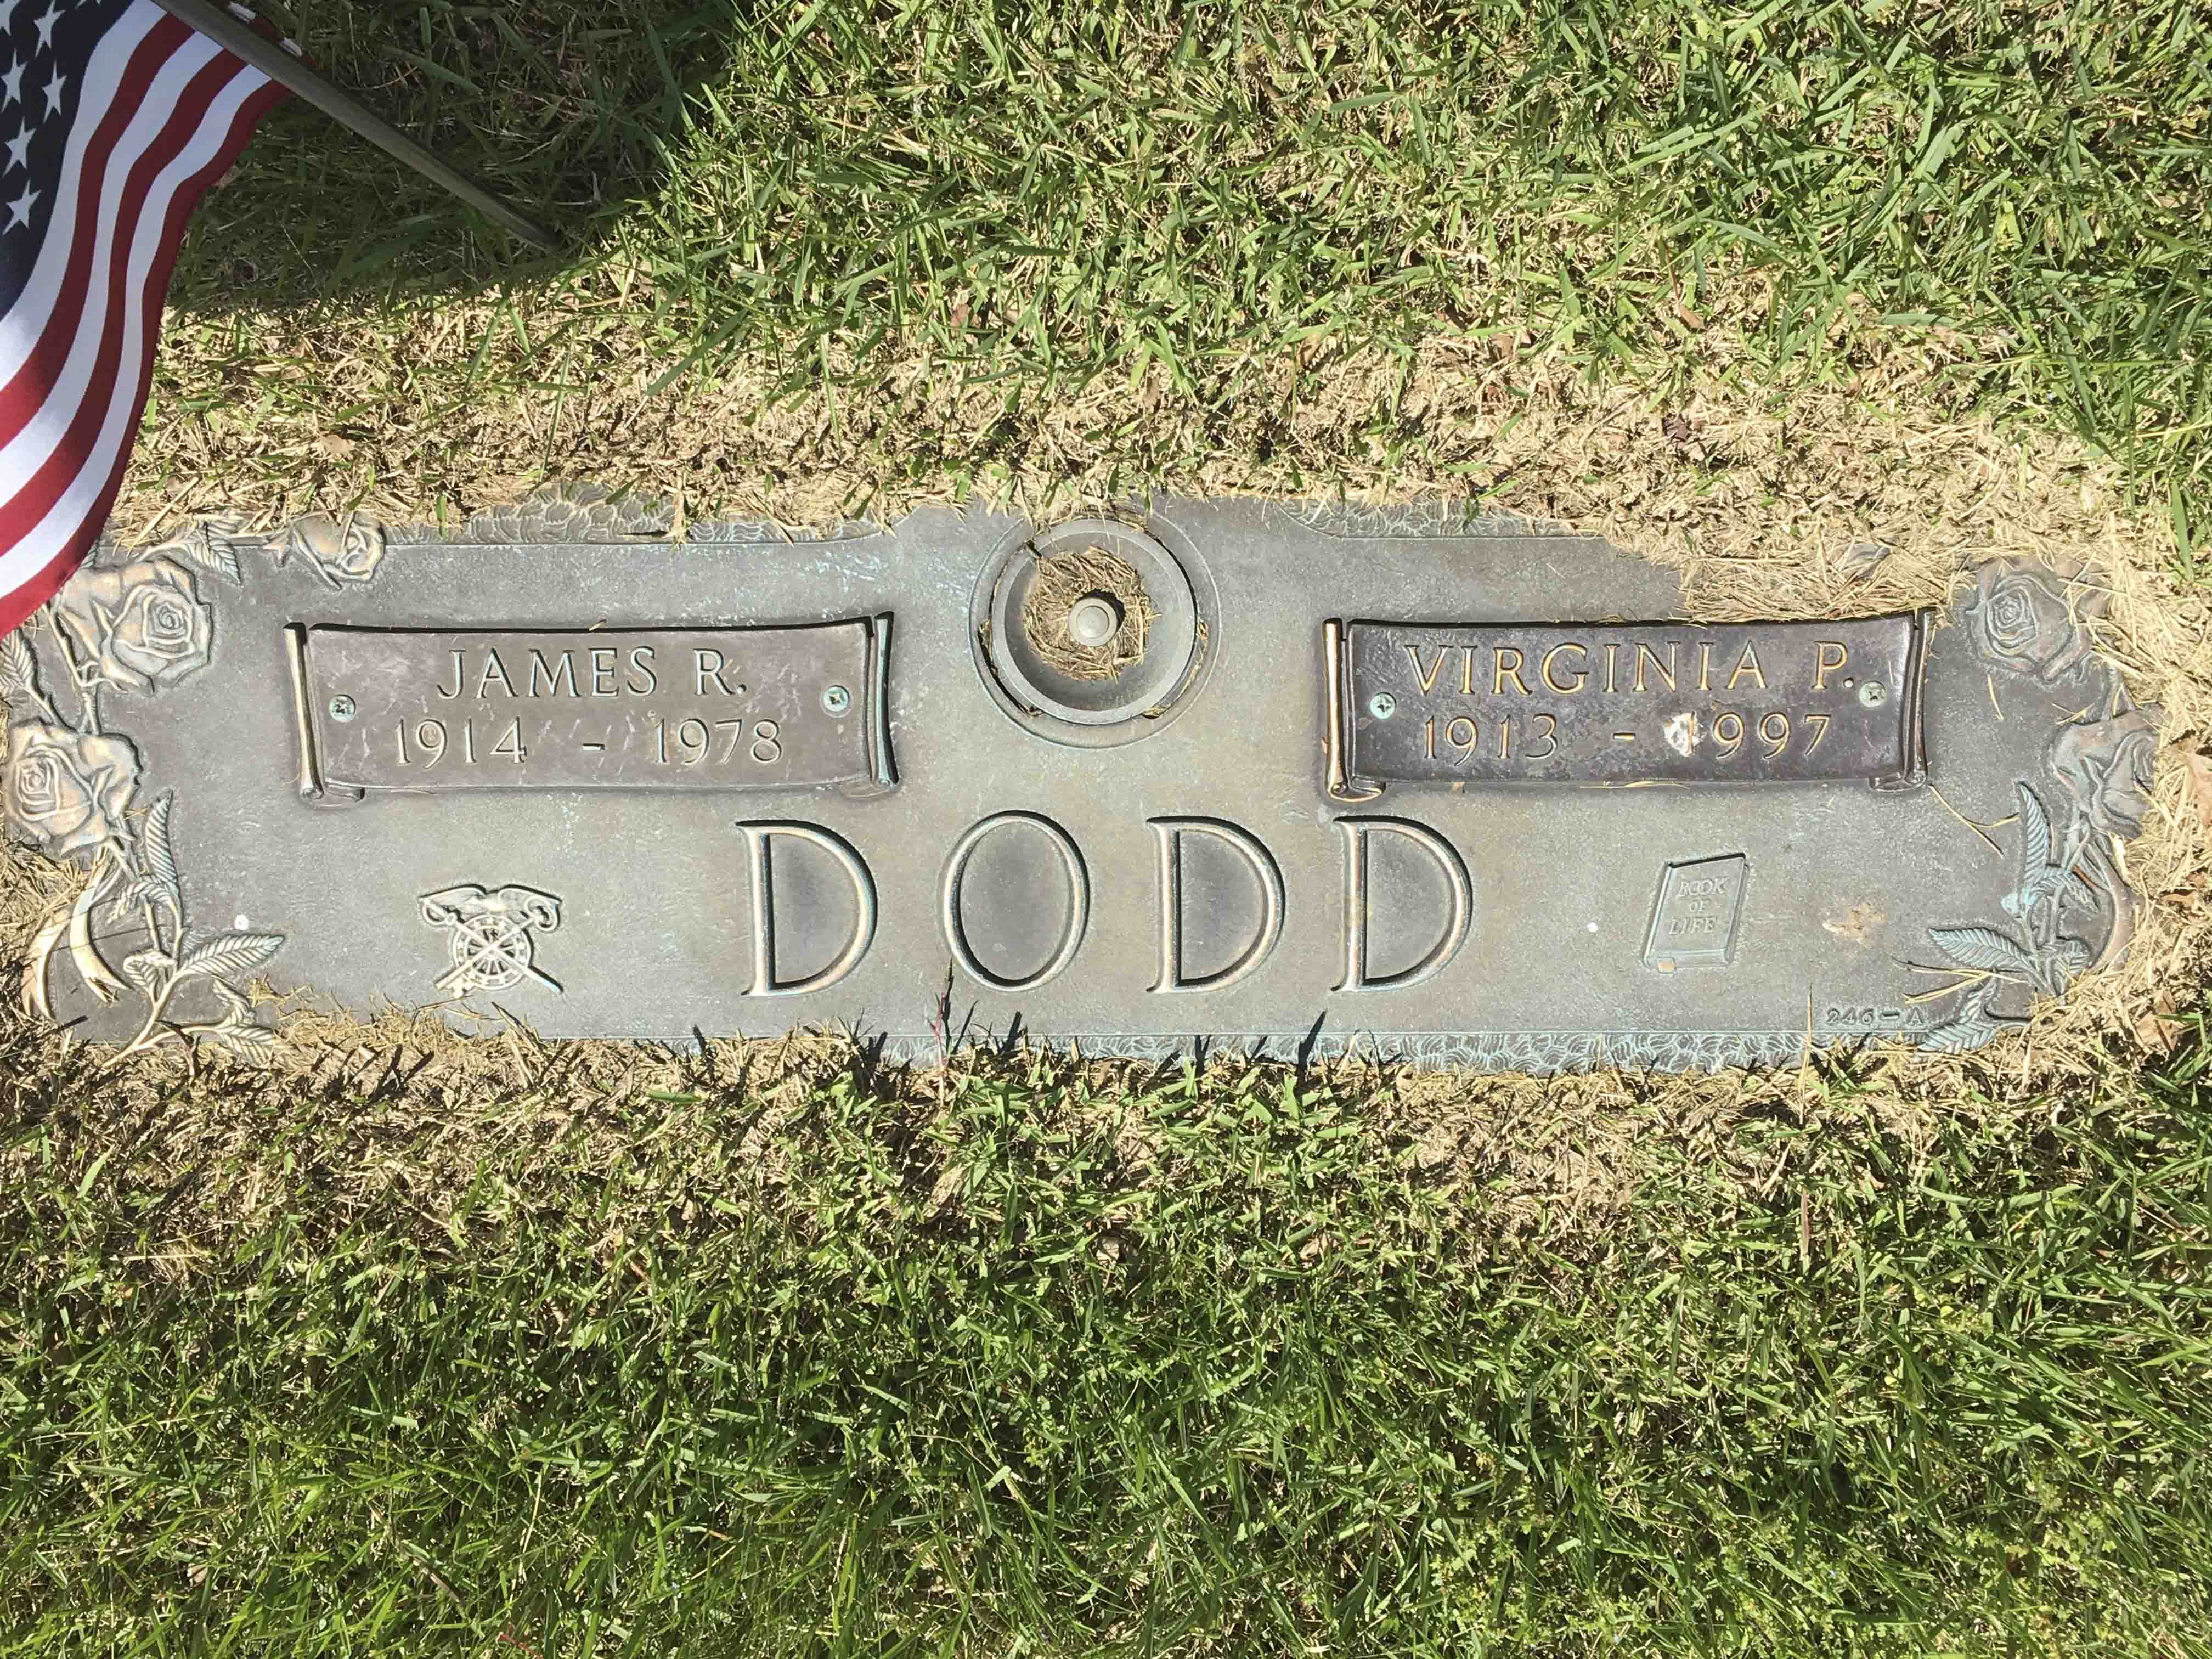 JAMES R.
1914 - 1978
VIRGINIA P.
1913 - 1997
DODD
BOOK
OF
LIFE
246-A